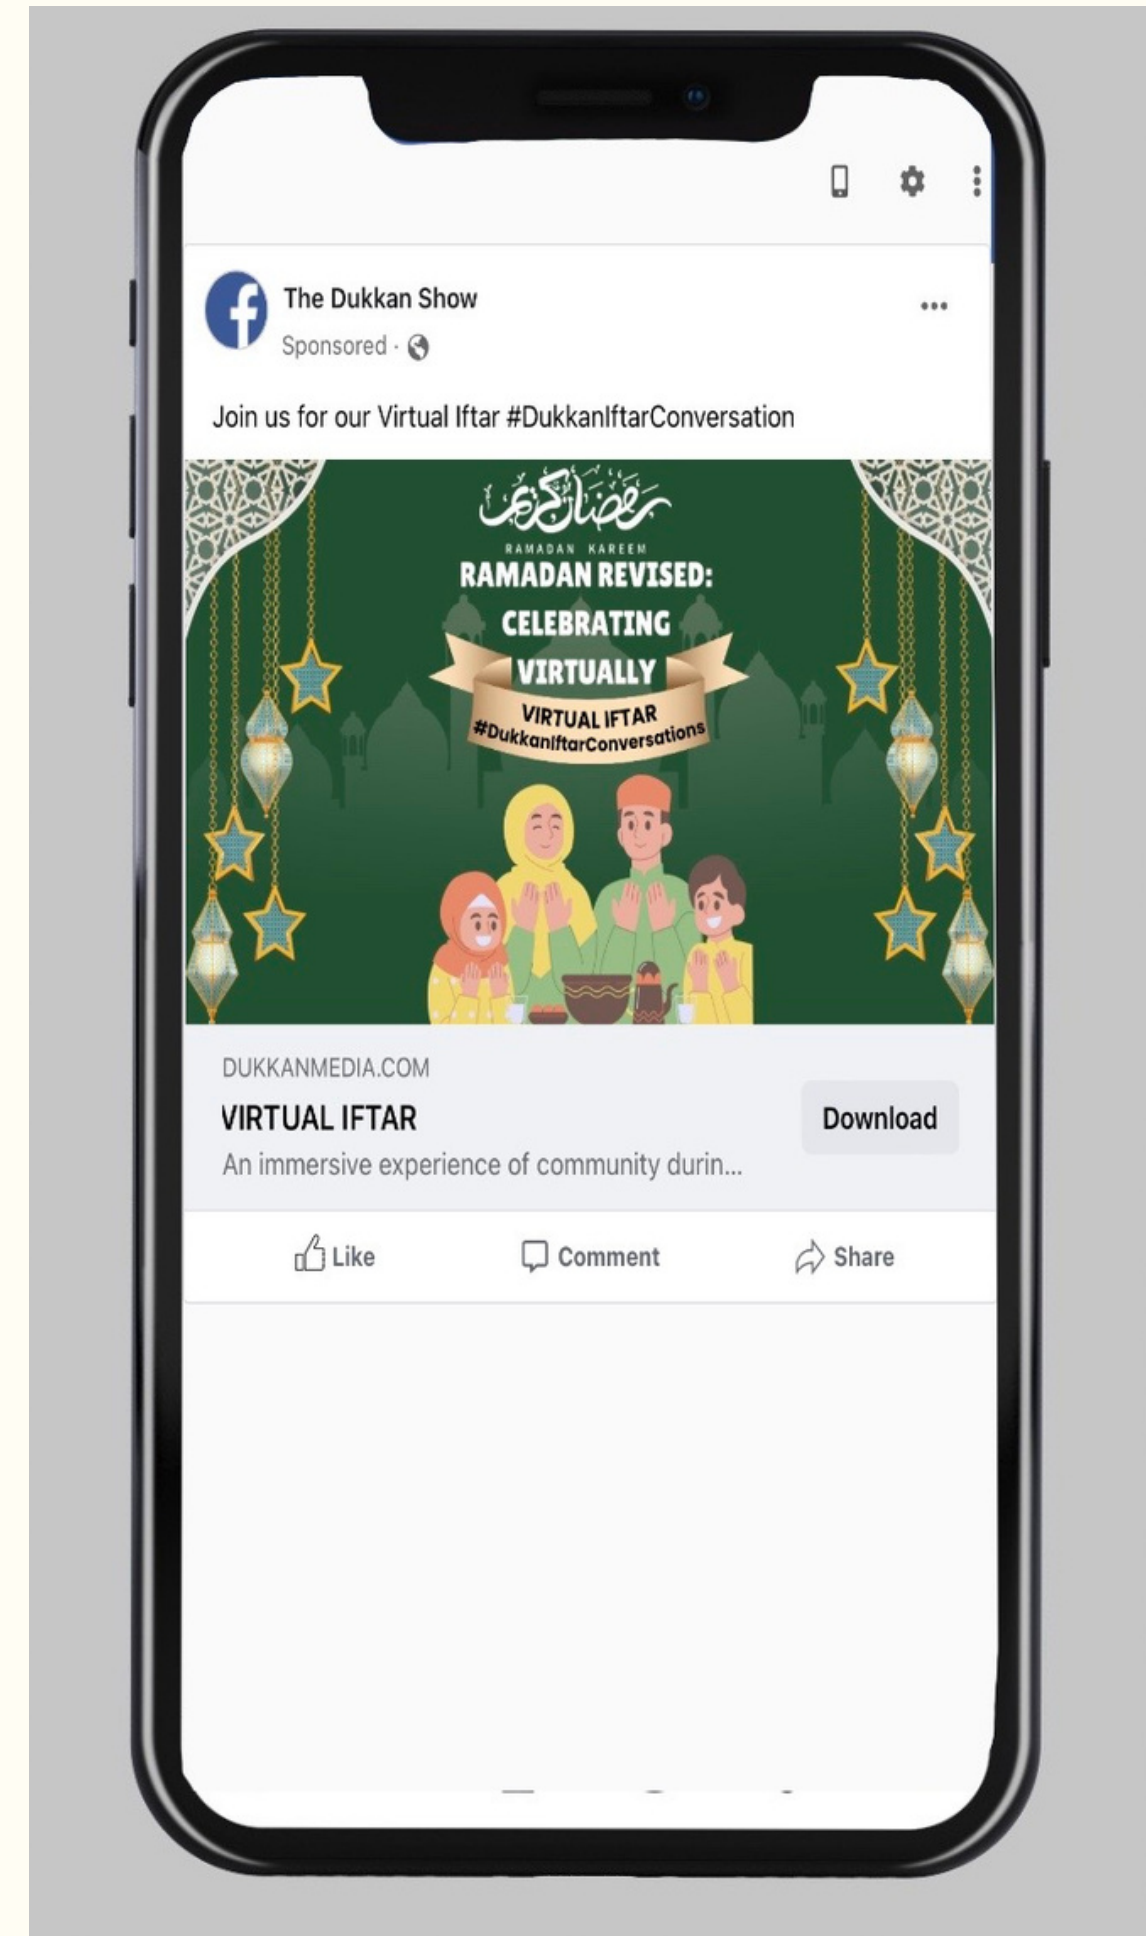 The Dukkan Show
Sponsored ·
Join us for our Virtual Iftar #DukkanIftarConversation
رمضان كريم
RAMADAN KAREEM
RAMADAN REVISED:
CELEBRATING
VIRTUALLY
VIRTUAL IFTAR
#DukkanIftarConversations
DUKKANMEDIA.COM
VIRTUAL IFTAR
Download
An immersive experience of community durin...
Like Comment Share